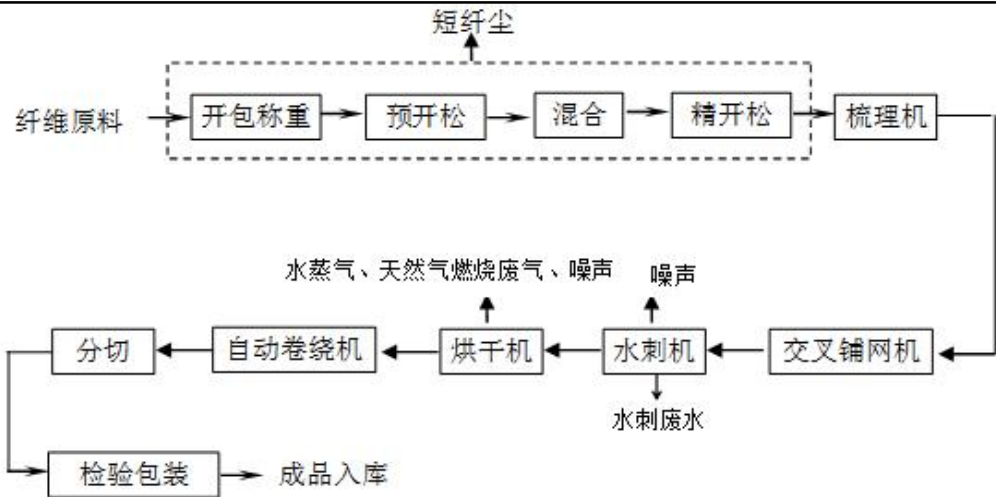 短纤尘
纤维原料 开包称重 预开松 混合 精开松 梳理机
水蒸气、天然气燃烧废气、噪声 噪声
分切 自动卷绕机 烘干机 水刺机 交叉铺网机
水刺废水
检验包装 成品入库